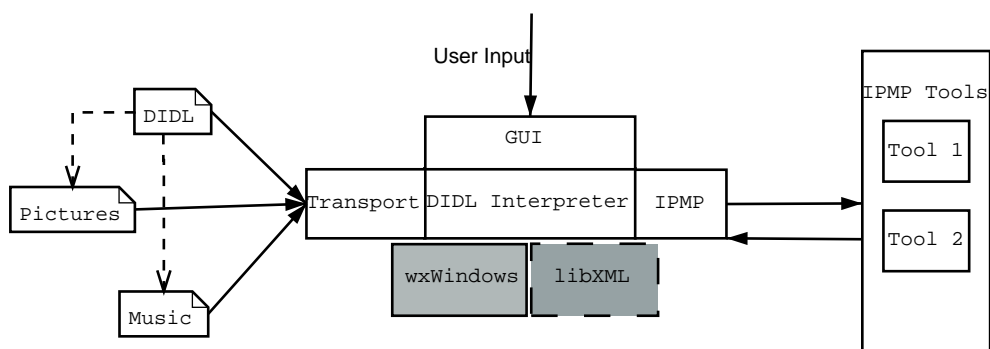 User Input
IPMP Tools
DIDL
GUI
Tool 1
Pictures
Transport
DIDL Interpreter
IPMP
Tool 2
wxWindows
libXML
Music